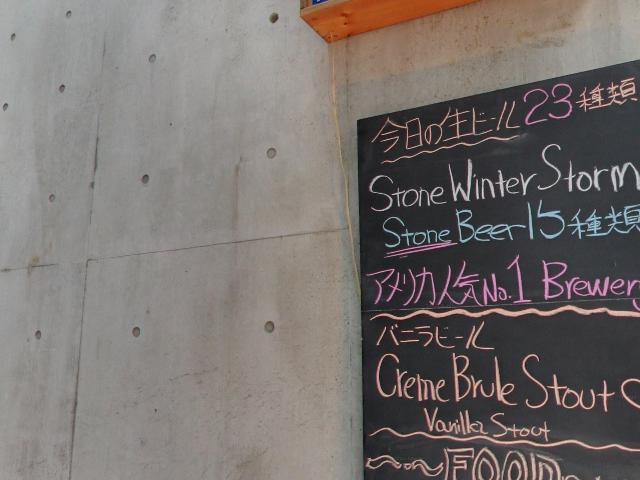 今日の生ビール 23種類
Stone Winter Storm
Stone Beer 15種類
アメリカ人気No.1 Brewery
バニラビール
Creme Brule Stout
Vanilla Stout
FOOD